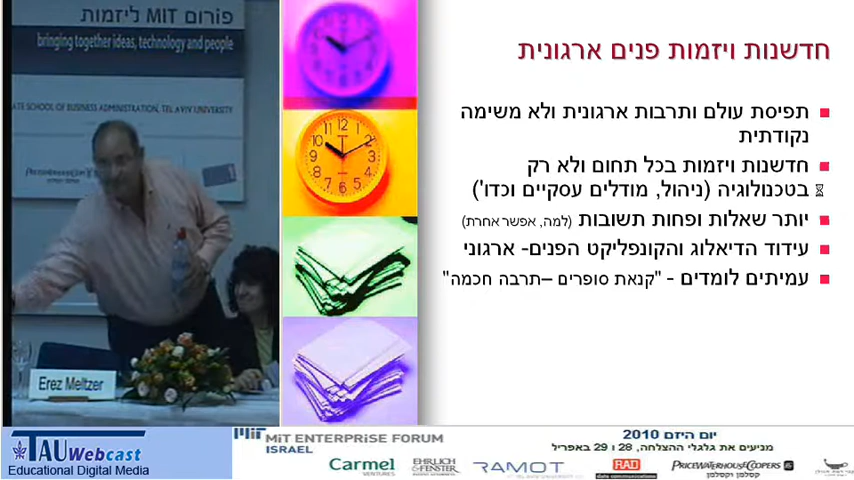 פורום MIT ליזמות
bringing together ideas, technology and people
ATE SCHOOL OF BUSINESS ADMINISTRATION, TEL AVIV UNIVERSITY
Erez Meltzer
חדשנות ויזמות פנים ארגונית
תפיסת עולם ותרבות ארגונית ולא משימה
נקודתית
חדשנות ויזמות בכל תחום ולא רק
בטכנולוגיה (ניהול, מודלים עסקיים וכדו')
יותר שאלות ופחות תשובות (למה, אפשר אחרת)
עידוד הדיאלוג והקונפליקט הפנים- ארגוני
עמיתים לומדים - "קנאת סופרים –תרבה חכמה"
TAU Webcast
Educational Digital Media
MIT ENTERPRISE FORUM
ISRAEL
יום היזם 2010
מניעים את גלגלי ההצלחה, 28 ו 29 באפריל
Carmel
VENTURES
EHRLICH
&FENSTER
RAMOT
RAD
data communications
PRICEWATERHOUSECOOPERS
קסלמן וקסלמן